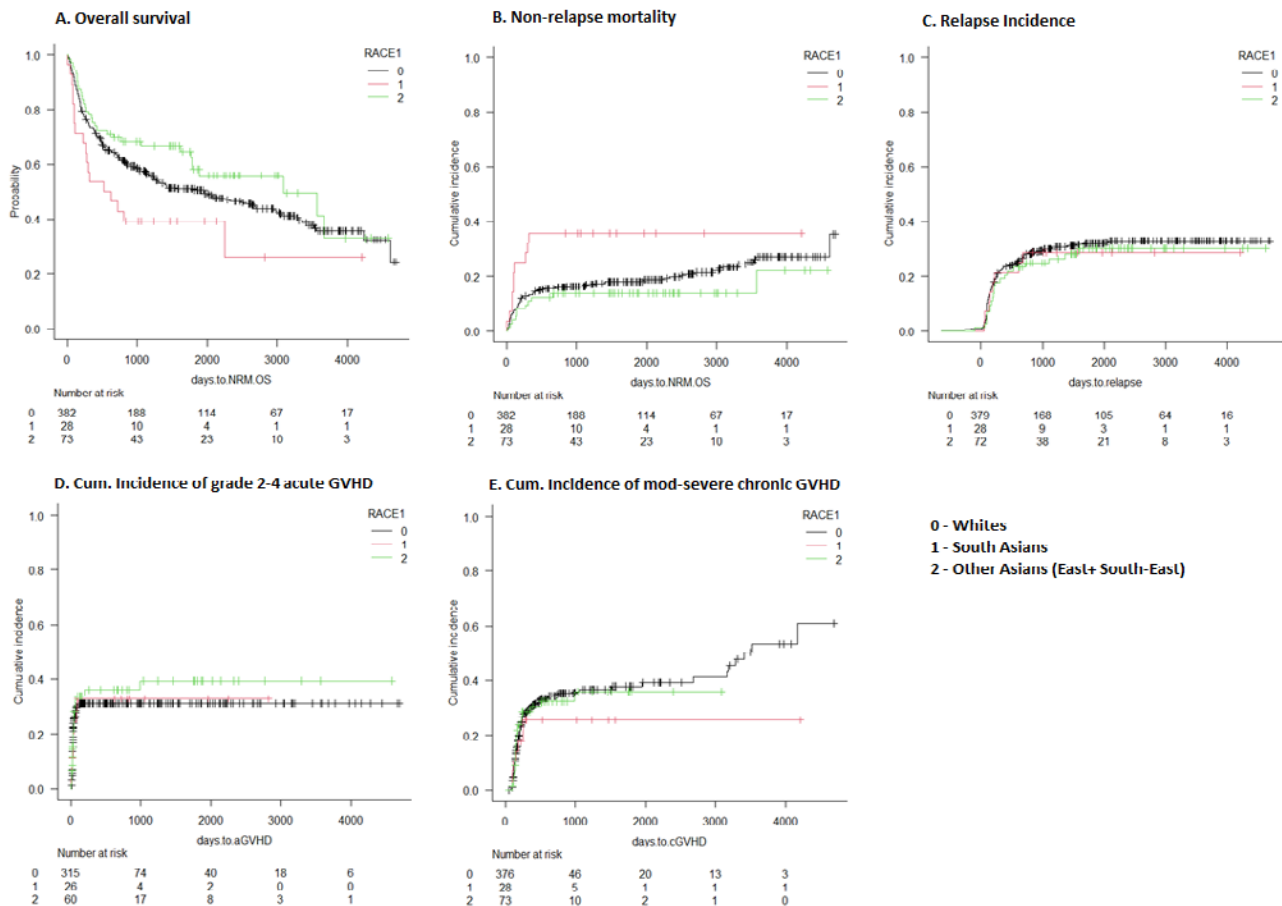 A. Overall survival
RACE1
0
1
2
1.0
0.8
0.6
0.4
0.2
0.0
Probability
0 1000 2000 3000 4000
days.to.NRM.OS
Number at risk
0 382 188 114 67 17
1 28 10 4 1 1
2 73 43 23 10 3
B. Non-relapse mortality
RACE1
0
1
2
1.0
0.8
0.6
0.4
0.2
0.0
Cumulative incidence
0 1000 2000 3000 4000
days.to.NRM.OS
Number at risk
0 382 188 114 67 17
1 28 10 4 1 1
2 73 43 23 10 3
C. Relapse Incidence
RACE1
0
1
2
1.0
0.8
0.6
0.4
0.2
0.0
Cumulative incidence
0 1000 2000 3000 4000
days.to.relapse
Number at risk
0 379 168 105 64 16
1 28 9 3 1 1
2 72 38 21 8 3
D. Cum. Incidence of grade 2-4 acute GVHD
RACE1
0
1
2
1.0
0.8
0.6
0.4
0.2
0.0
Cumulative incidence
0 1000 2000 3000 4000
days.to.aGVHD
Number at risk
0 315 74 40 18 6
1 26 4 2 0 0
2 60 17 8 3 1
E. Cum. Incidence of mod-severe chronic GVHD
RACE1
0
1
2
1.0
0.8
0.6
0.4
0.2
0.0
Cumulative incidence
0 1000 2000 3000 4000
days.to.cGVHD
Number at risk
0 376 46 20 13 3
1 28 5 1 1 1
2 73 10 2 1 0
0 - Whites
1 - South Asians
2 - Other Asians (East+ South-East)